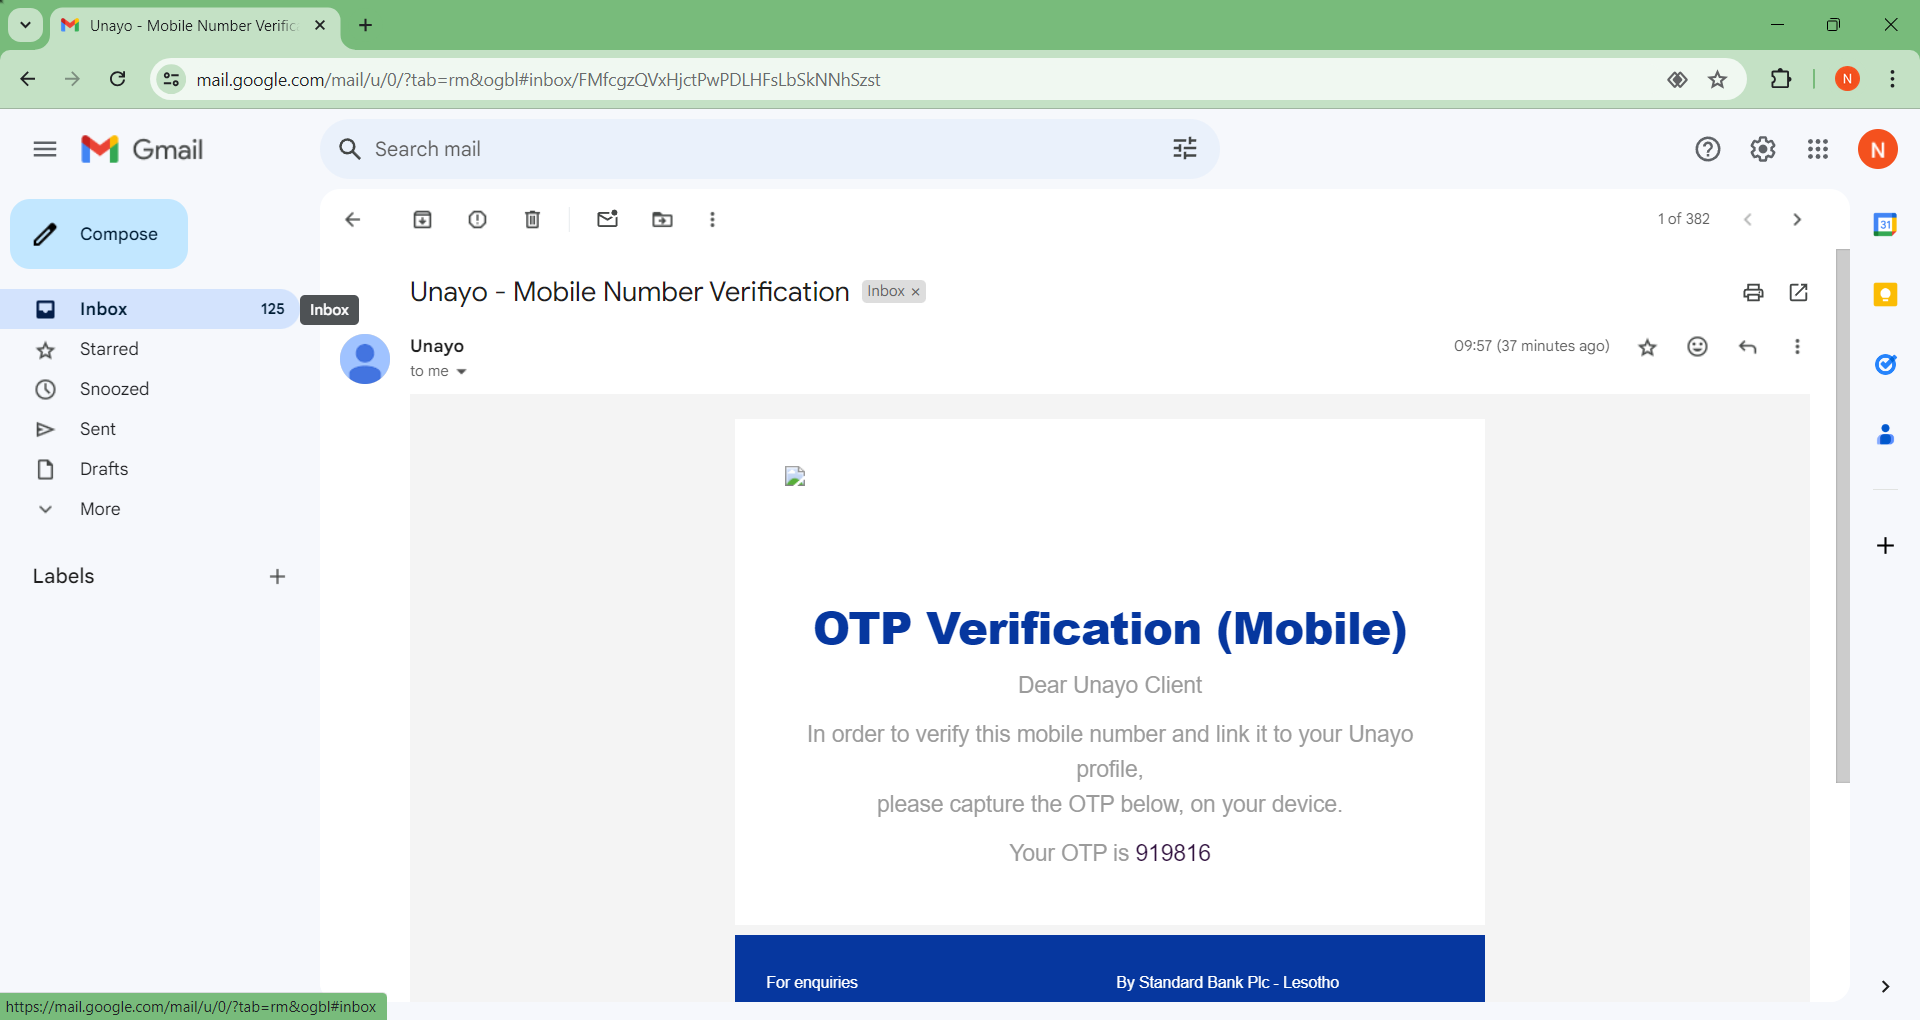 Unayo - Mobile Number Verific
mail.google.com/mail/u/0/?tab=rm&ogbl#inbox/FMfcgzQVxHjctPwPDLHFsLbSkNNhSzst
N
Gmail
Search mail
N
Compose
1 of 382
31
Unayo - Mobile Number Verification
Inbox ×
Inbox 125
Inbox
Starred
Snoozed
Sent
Drafts
More
Labels
Unayo
09:57 (37 minutes ago)
to me
OTP Verification (Mobile)
Dear Unayo Client
In order to verify this mobile number and link it to your Unayo
profile,
please capture the OTP below, on your device.
Your OTP is 919816
For enquiries
By Standard Bank Plc - Lesotho
https://mail.google.com/mail/u/0/?tab=rm&ogbl#inbox